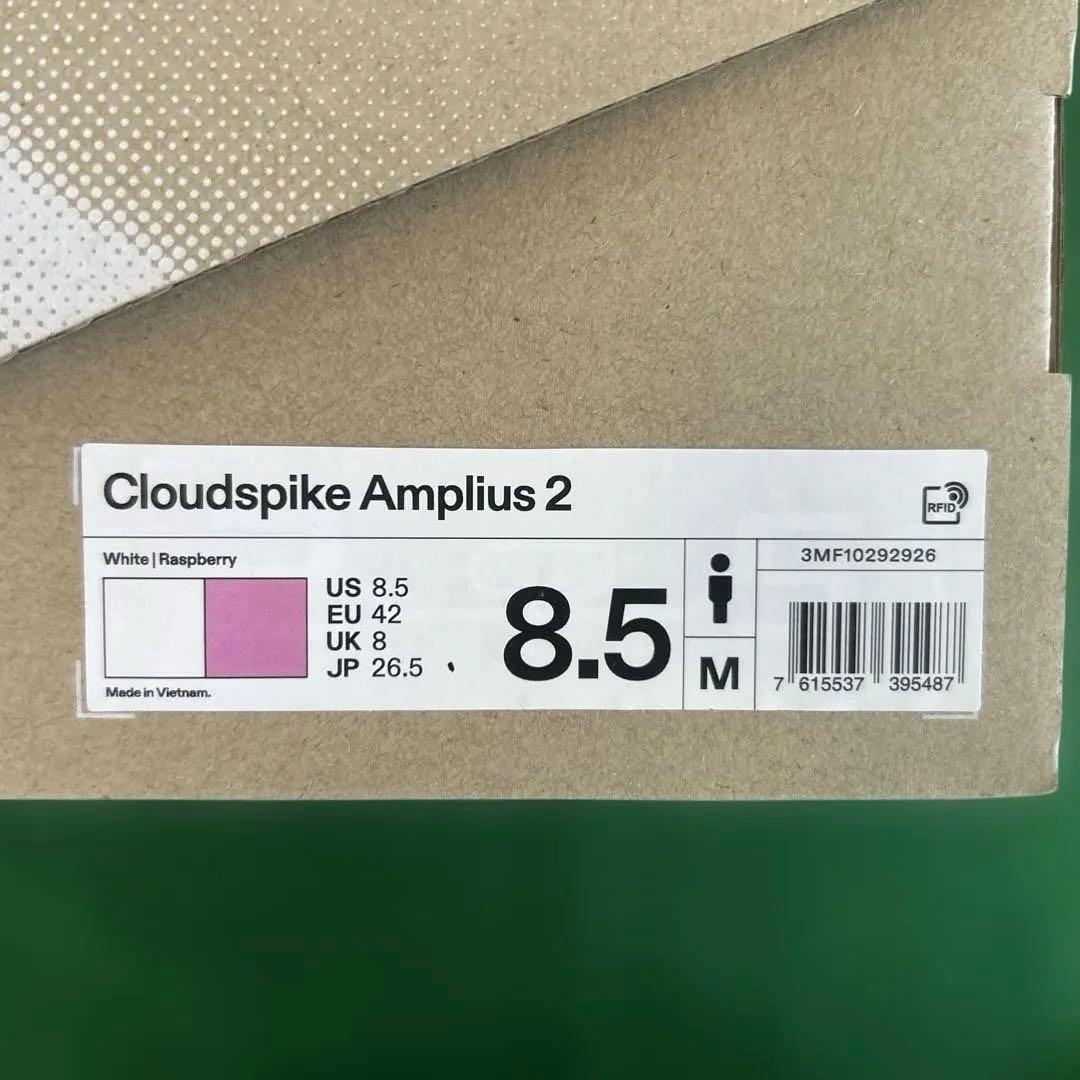 Cloudspike Amplius 2
RFID
White | Raspberry
US 8.5
EU 42
UK 8
JP 26.5
8.5
M
3MF10292926
7 615537 395487
Made in Vietnam.